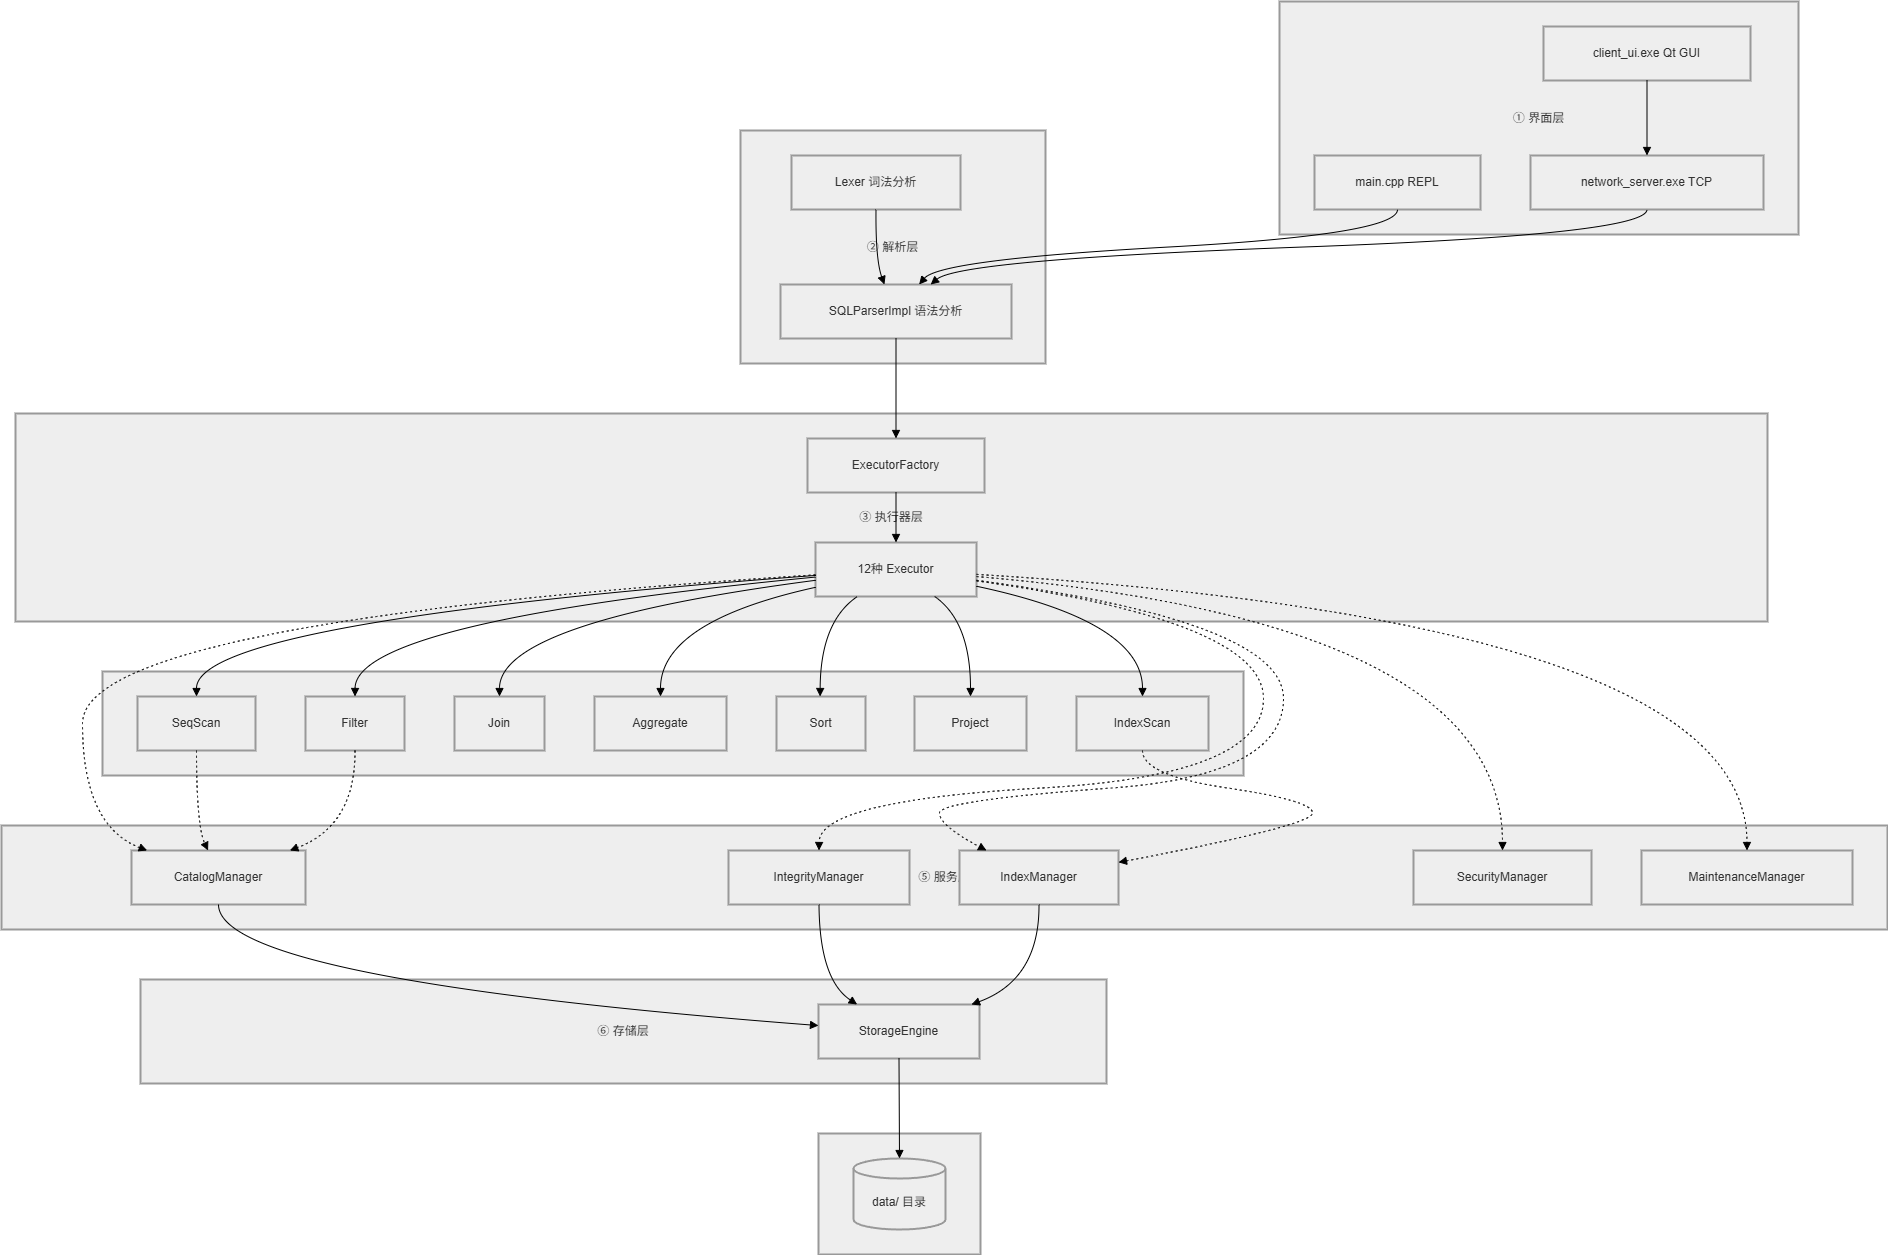 client_ui.exe Qt GUI
① 界面层
main.cpp REPL
network_server.exe TCP
Lexer 词法分析
② 解析层
SQLParserImpl 语法分析
ExecutorFactory
③ 执行器层
12种 Executor
SeqScan
Filter
Join
Aggregate
Sort
Project
IndexScan
CatalogManager
IntegrityManager
⑤ 服务
IndexManager
SecurityManager
MaintenanceManager
⑥ 存储层
StorageEngine
data/ 目录